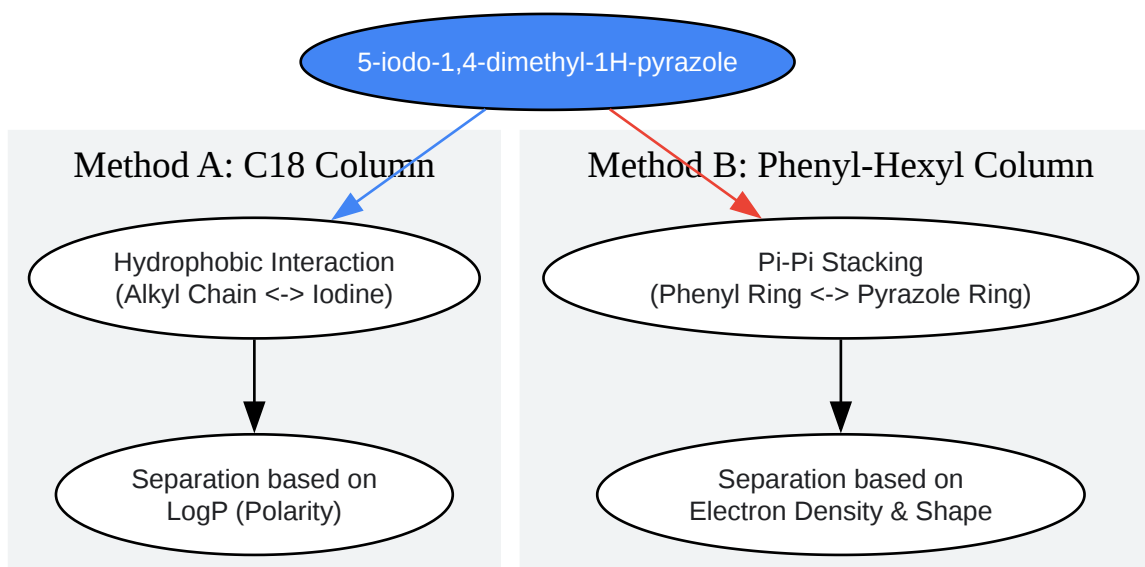 5-iodo-1,4-dimethyl-1H-pyrazole
Method A: C18 Column
Hydrophobic Interaction
(Alkyl Chain <-> Iodine)
Separation based on
LogP (Polarity)
Method B: Phenyl-Hexyl Column
Pi-Pi Stacking
(Phenyl Ring <-> Pyrazole Ring)
Separation based on
Electron Density & Shape